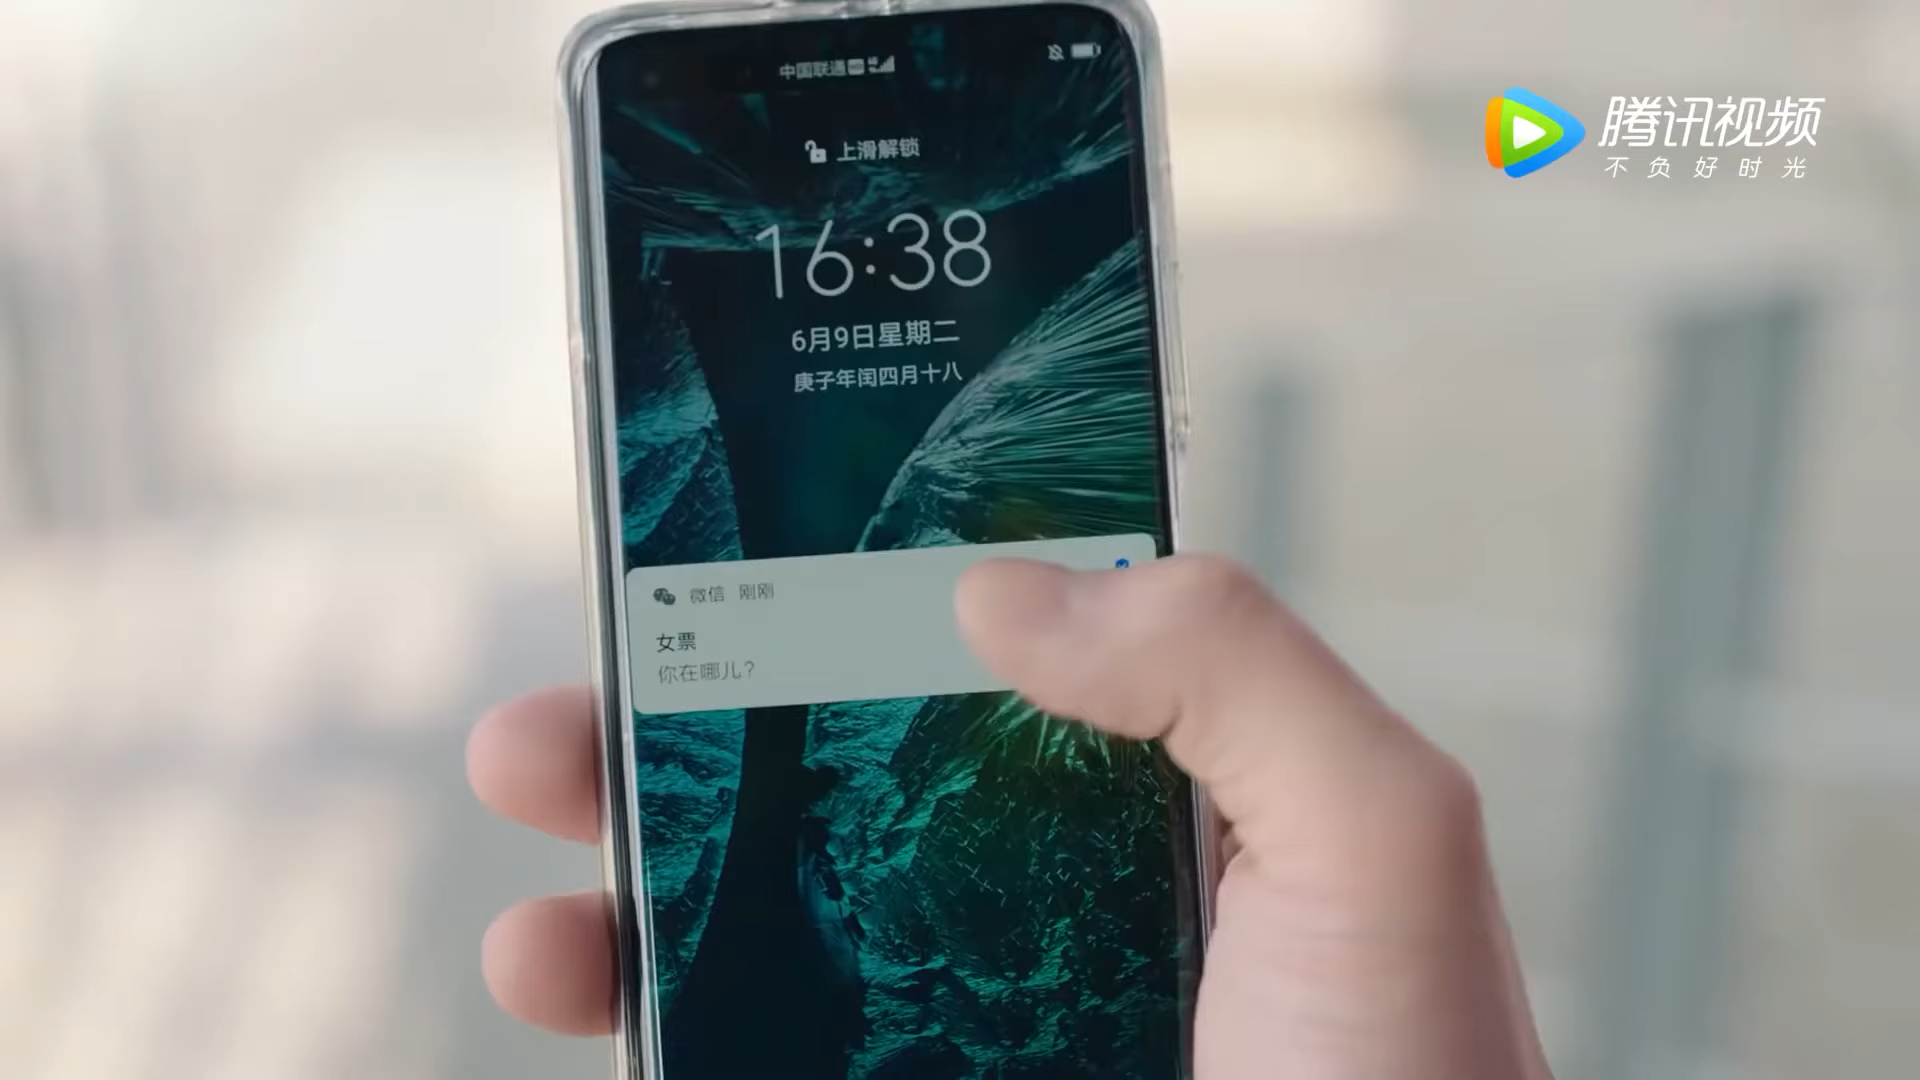 中国联通 HD 4G
上滑解锁
16:38
6月9日星期二
庚子年闰四月十八
微信 刚刚
女票
你在哪儿?
腾讯视频
不负好时光